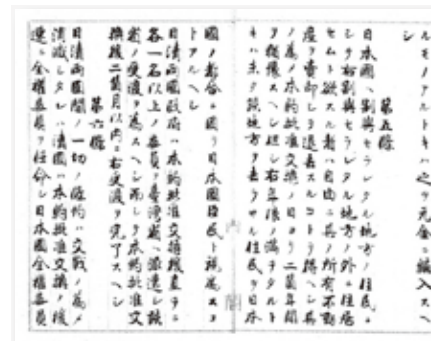 ルモノアルトキハ之ヲ元金ニ繰入スヘ
シ
第五條
日本國ヘ割與セラレタル地方ノ住民ニ
シテ右割與セラレタル地方ノ外ニ住居
セムト欲スル者ハ自由ニ其ノ所有不動
産ヲ賣却シテ退去スルコトヲ得ヘシ其
ノ為メ本約批准交換ノ日ヨリ二箇年間
ヲ猶豫スヘシ但シ右年限ノ満チタルト
キハ未タ該地方ヲ去ラサル住民ヲ日本
國ノ都合ニ因リ日本國臣民ト視為スコ
トアルヘシ
日清兩國政府ハ本約批准交換後直チニ
各一名以上ノ委員ヲ臺灣省ヘ派遣シ該
省ノ受渡ヲ為スヘシ而シテ本約批准交
換後二箇月以内ニ右受渡ヲ完了スヘシ
第六條
日清兩國間ノ一切ノ條約ハ交戰ノ為メ
消滅シタレハ清國ハ本約批准交換ノ後
速ニ全權委員ヲ任命シ日本國全權委員
内閣